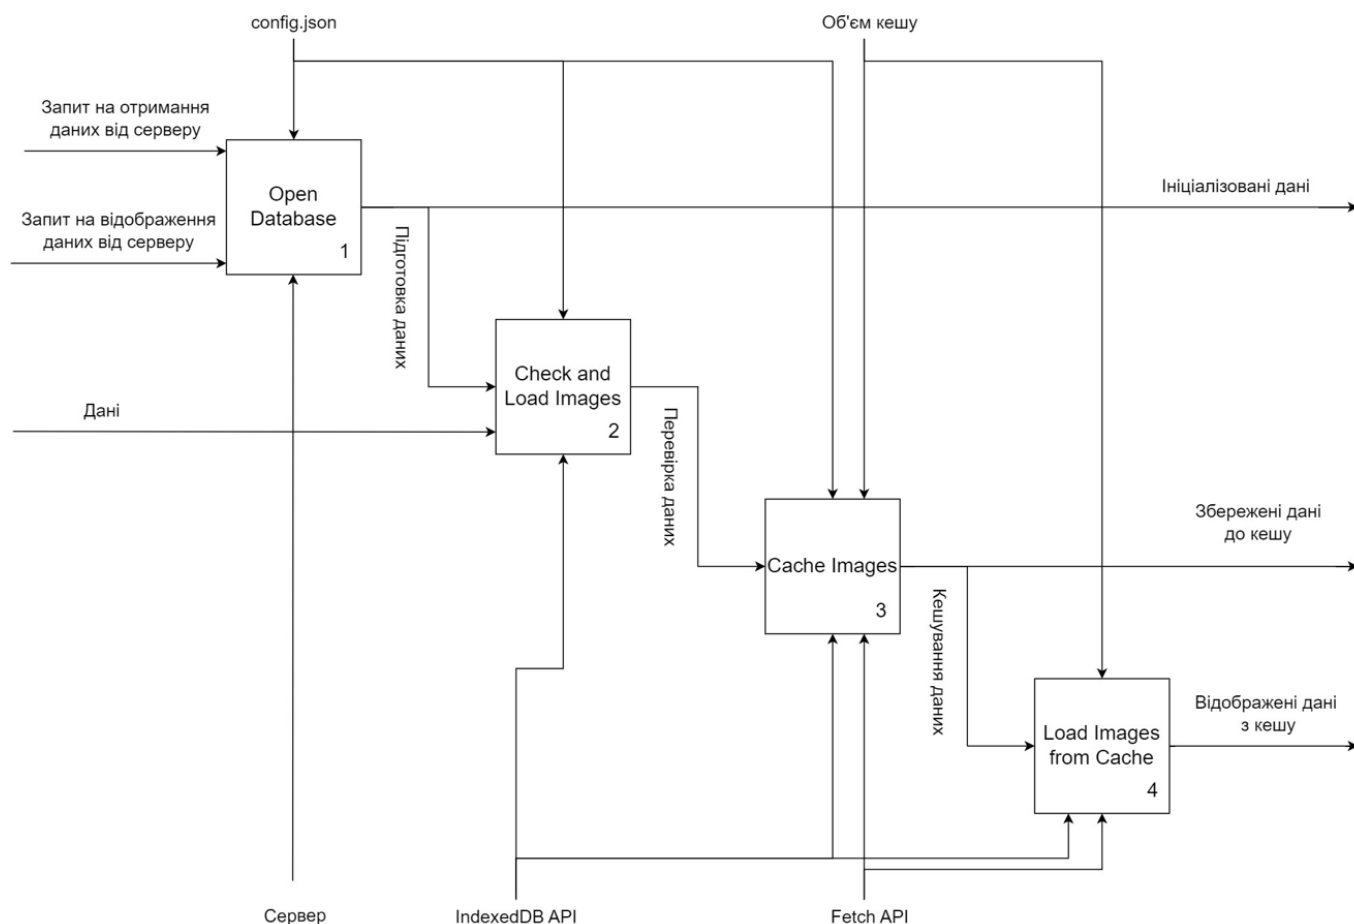 config.json
Об'єм кешу
Запит на отримання
даних від серверу
Open
Database
1
Ініціалізовані дані
Запит на відображення
даних від серверу
Підготовка даних
Check and
Load Images
2
Дані
Перевірка даних
Cache Images
3
Збережені дані
до кешу
Кешування даних
Load Images
from Cache
4
Відображені дані
з кешу
Сервер
IndexedDB API
Fetch API